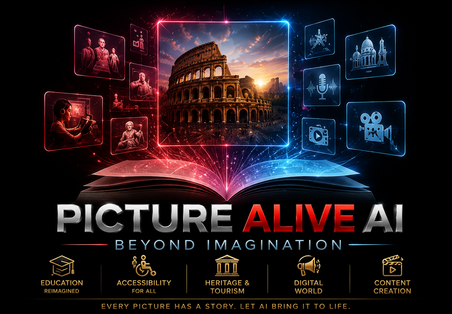 PICTURE ALIVE AI
BEYOND IMAGINATION
EDUCATION
REIMAGINED
ACCESSIBILITY
FOR ALL
HERITAGE &
TOURISM
DIGITAL
WORLD
CONTENT
CREATION
EVERY PICTURE HAS A STORY. LET AI BRING IT TO LIFE.